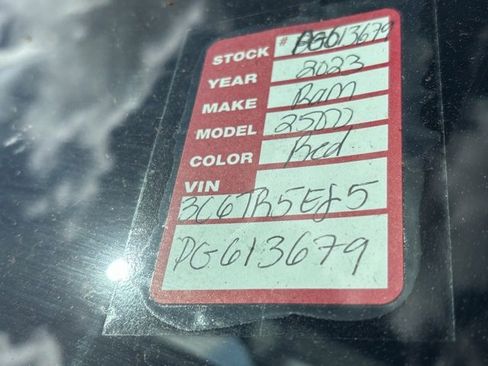 STOCK # PG613679
YEAR 2023
MAKE Ram
MODEL 2500
COLOR Red
VIN
3C6TR5EJ5
PG613679